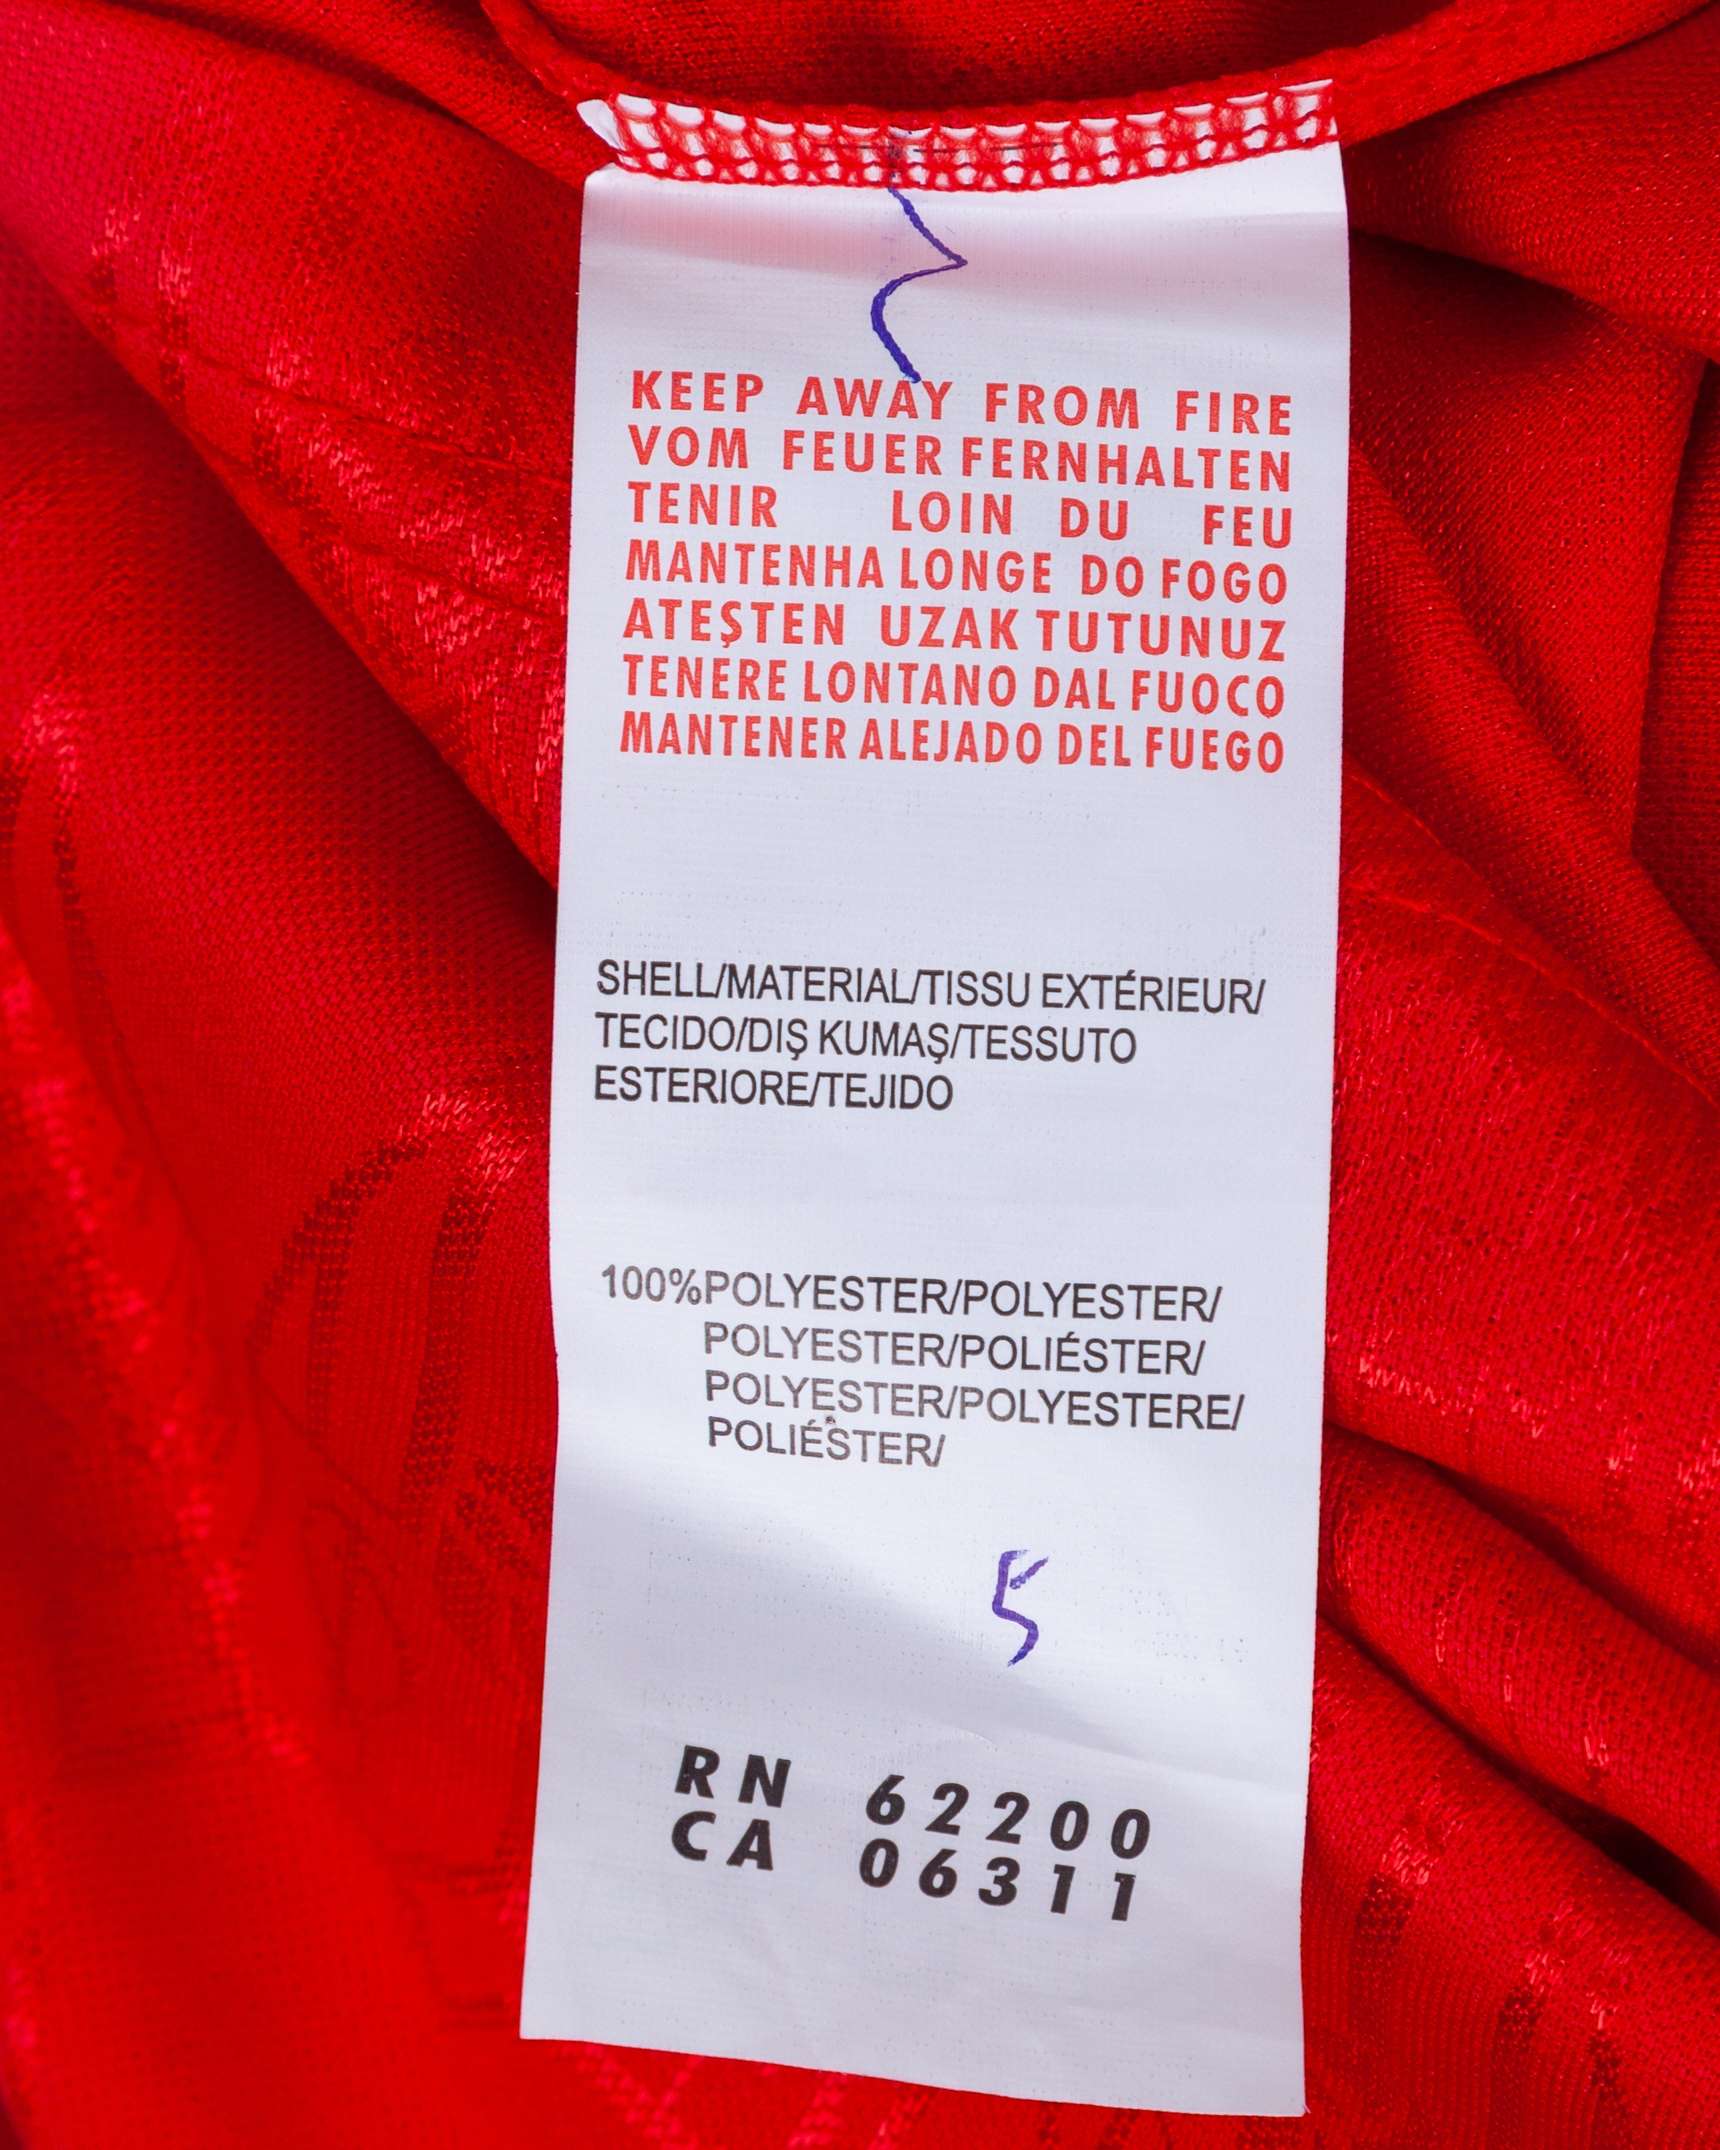 KEEP AWAY FROM FIRE
VOM FEUER FERNHALTEN
TENIR LOIN DU FEU
MANTENHA LONGE DO FOGO
ATEŞTEN UZAK TUTUNUZ
TENERE LONTANO DAL FUOCO
MANTENER ALEJADO DEL FUEGO
SHELL/MATERIAL/TISSU EXTÉRIEUR/
TECIDO/DIŞ KUMAŞ/TESSUTO
ESTERIORE/TEJIDO
100%POLYESTER/POLYESTER/
POLYESTER/POLIÉSTER/
POLYESTER/POLYESTERE/
POLIÉSTER/
5
RN 62200
CA 06311